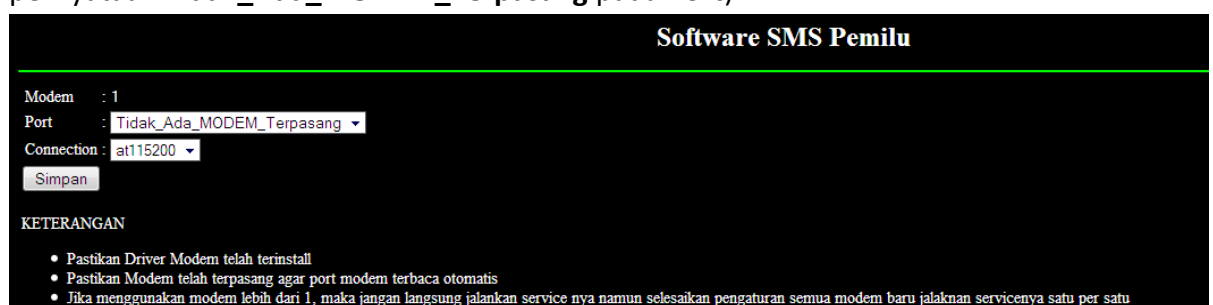 Software SMS Pemilu
Modem : 1
Port : Tidak_Ada_MODEM_Terpasang
Connection : at115200
Simpan
KETERANGAN
• Pastikan Driver Modem telah terinstall
• Pastikan Modem telah terpasang agar port modem terbaca otomatis
• Jika menggunakan modem lebih dari 1, maka jangan langsung jalankan service nya namun selesaikan pengaturan semua modem baru jalaknan servicenya satu per satu